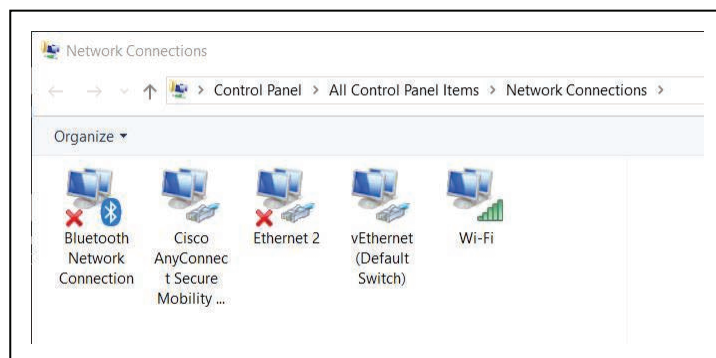 Network Connections
Control Panel > All Control Panel Items > Network Connections >
Organize
Bluetooth
Network
Connection
Cisco
AnyConnec
t Secure
Mobility ...
Ethernet 2
vEthernet
(Default
Switch)
Wi-Fi